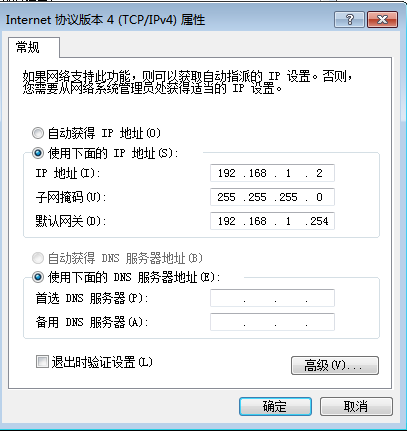 Internet 协议版本 4 (TCP/IPv4) 属性
常规
如果网络支持此功能，则可以获取自动指派的 IP 设置。否则，
您需要从网络系统管理员处获得适当的 IP 设置。
自动获得 IP 地址(O)
使用下面的 IP 地址(S):
IP 地址(I): 192 .168 . 1 . 2
子网掩码(U): 255 .255 .255 . 0
默认网关(D): 192 .168 . 1 .254
自动获得 DNS 服务器地址(B)
使用下面的 DNS 服务器地址(E):
首选 DNS 服务器(P): . . .
备用 DNS 服务器(A): . . .
退出时验证设置(L)
高级(V)...
确定 取消